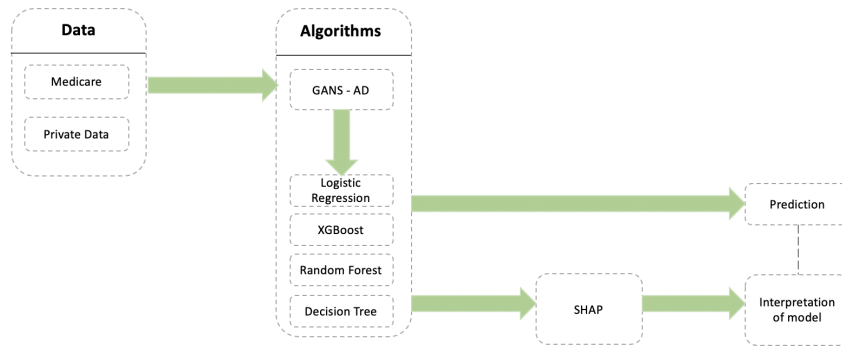 Data
Medicare
Private Data
Algorithms
GANS - AD
Logistic
Regression
XGBoost
Random Forest
Decision Tree
SHAP
Prediction
Interpretation
of model